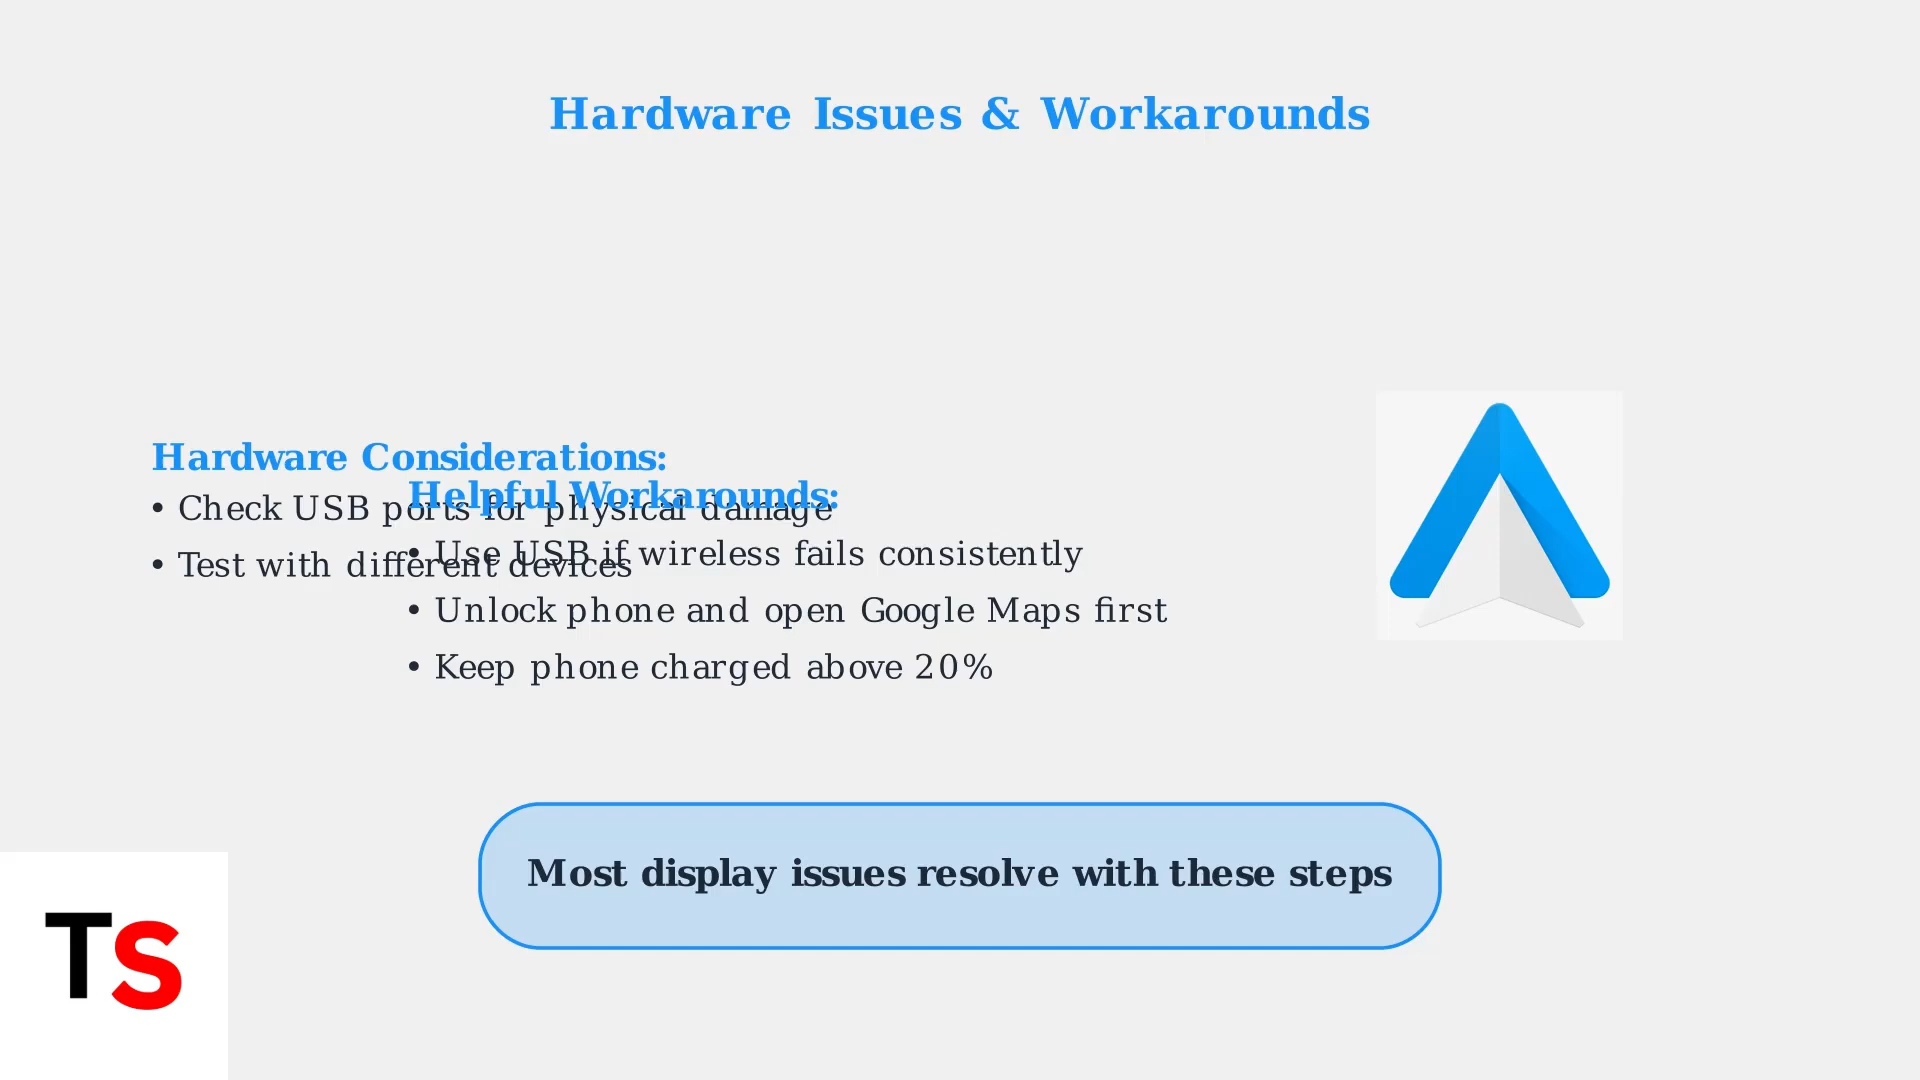 Hardware Issues & Workarounds
Hardware Considerations:
• Check USB ports for physical damage
• Test with different devices
Helpful Workarounds:
• Use USB if wireless fails consistently
• Unlock phone and open Google Maps first
• Keep phone charged above 20%
Most display issues resolve with these steps
TS